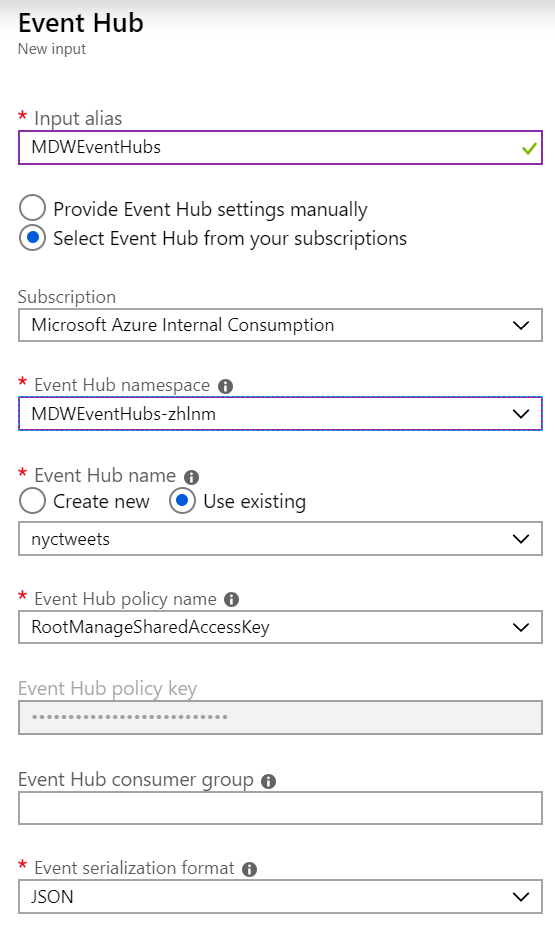 Event Hub
New input
* Input alias
MDWEventHubs
Provide Event Hub settings manually
Select Event Hub from your subscriptions
Subscription
Microsoft Azure Internal Consumption
* Event Hub namespace
MDWEventHubs-zhlnm
* Event Hub name
Create new Use existing
nyctweets
* Event Hub policy name
RootManageSharedAccessKey
Event Hub policy key
•••••••••••••••••••••••••••
Event Hub consumer group
* Event serialization format
JSON